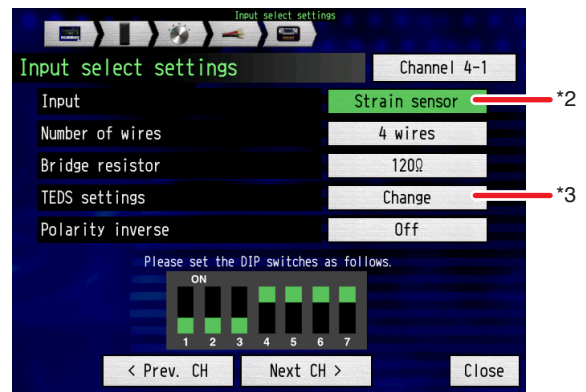 Input select settings
Input select settings
Channel 4-1
Input Strain sensor *2
Number of wires 4 wires
Bridge resistor 120Ω
TEDS settings Change *3
Polarity inverse Off
Please set the DIP switches as follows.
ON
1 2 3 4 5 6 7
< Prev. CH Next CH > Close